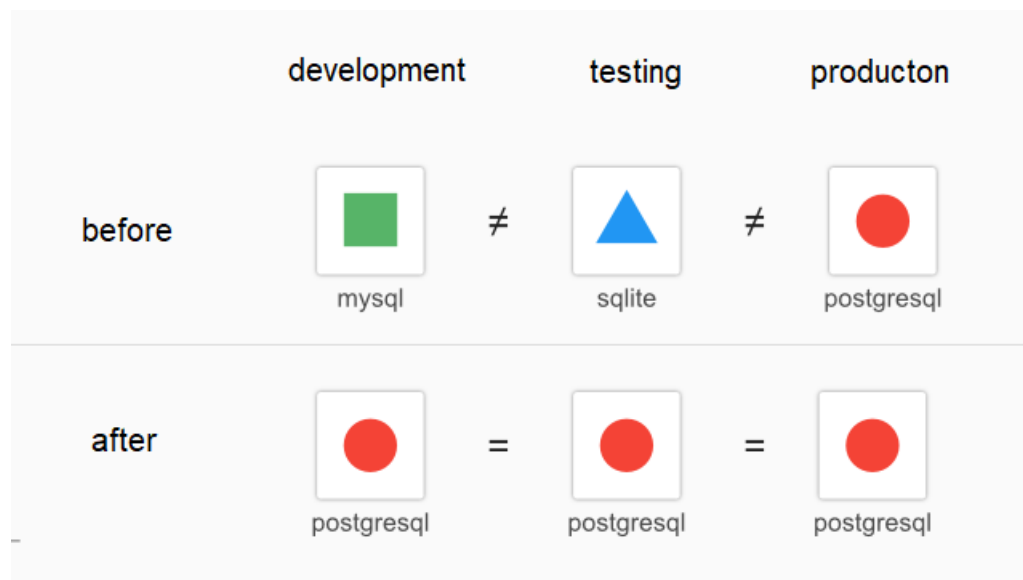 development testing producton
before ≠ ≠
mysql sqlite postgresql
after = =
postgresql postgresql postgresql